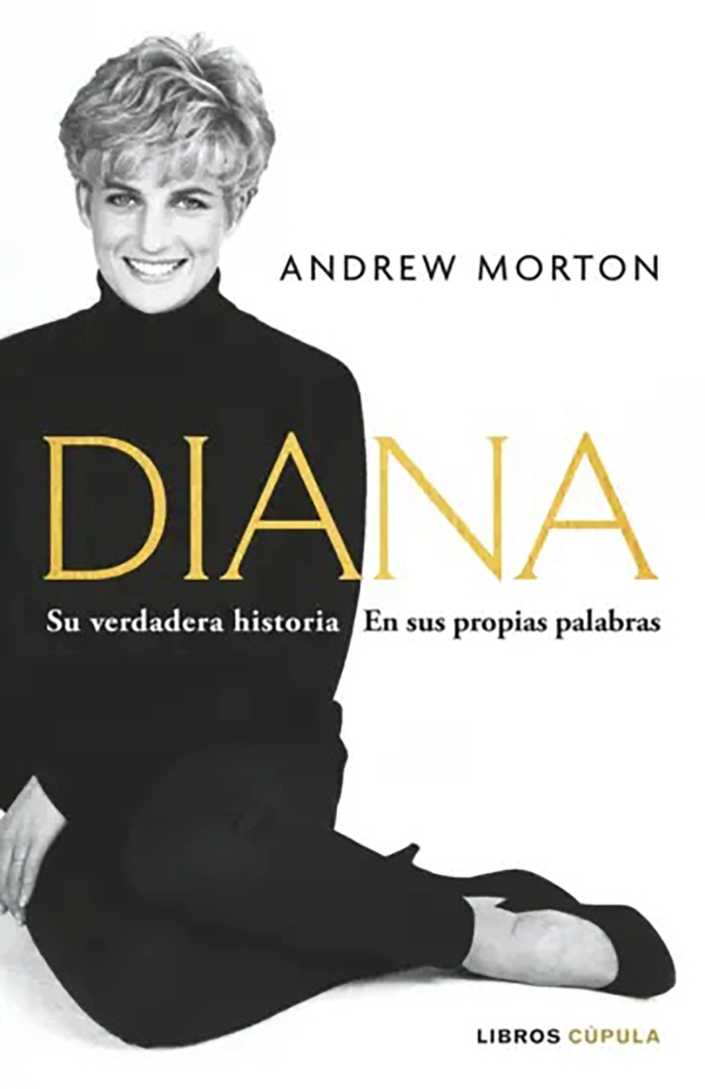 ANDREW MORTON
DIANA
Su verdadera historia En sus propias palabras
LIBROS CÚPULA